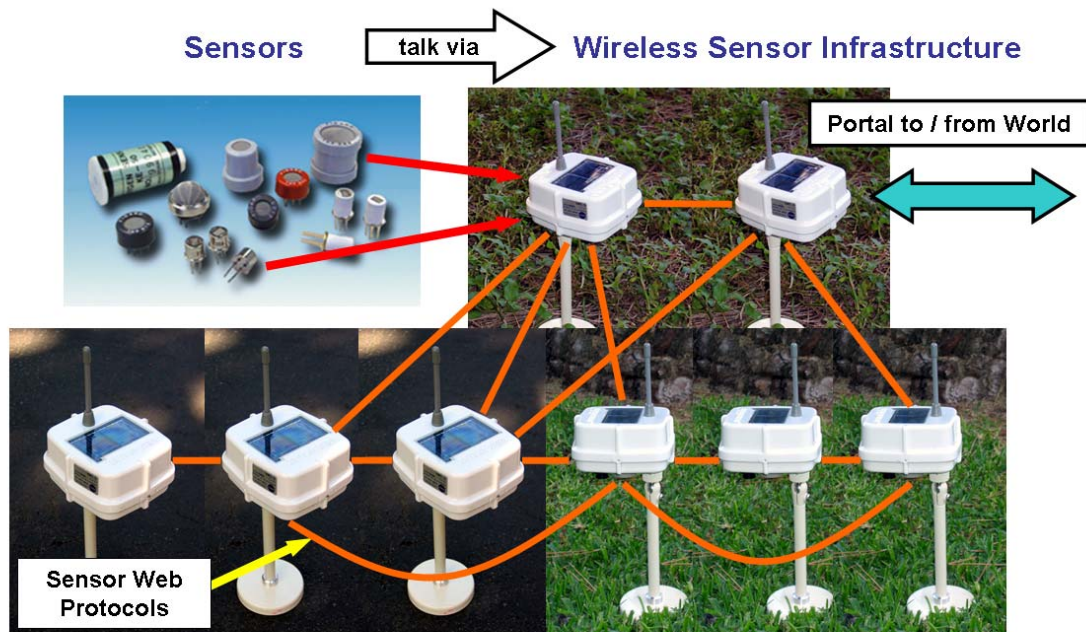 Sensors
talk via
Wireless Sensor Infrastructure
Portal to / from World
Sensor Web
Protocols